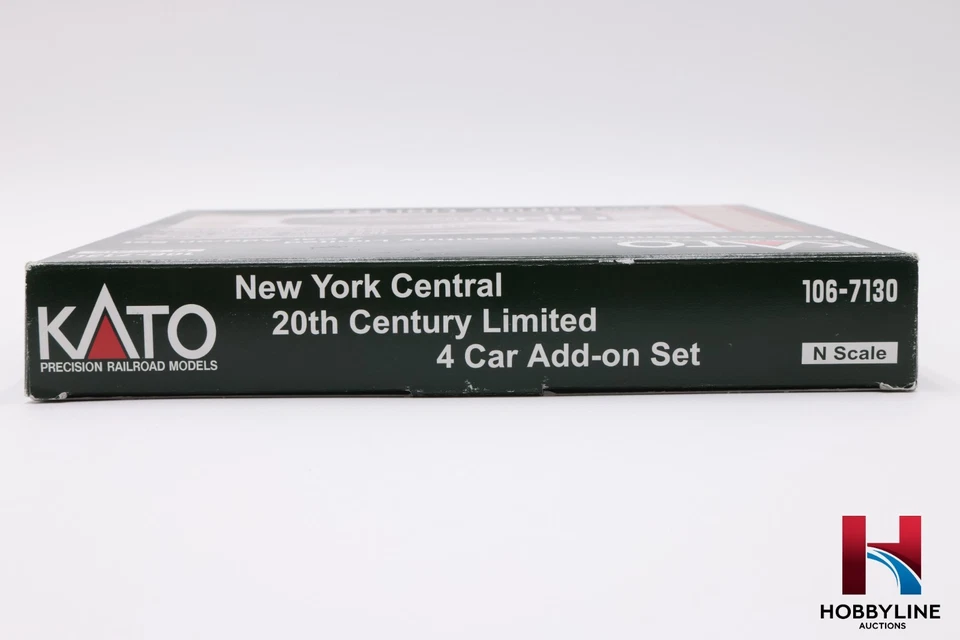 KATO
PRECISION RAILROAD MODELS
New York Central
20th Century Limited
4 Car Add-on Set
106-7130
N Scale
KATO
H
HOBBYLINE
AUCTIONS